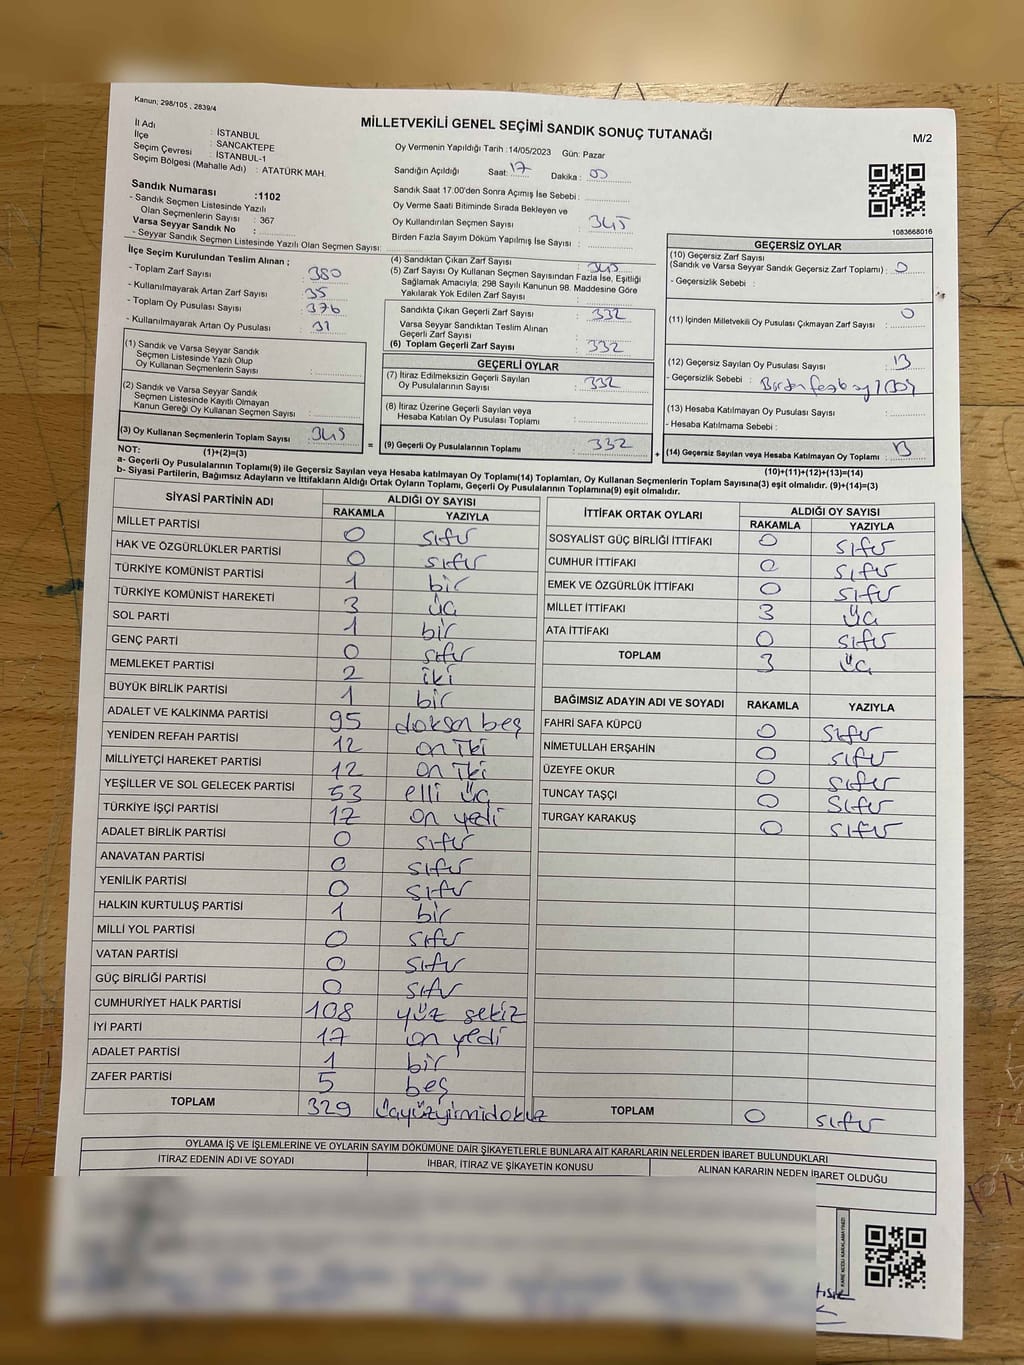 Kanun; 298/105 , 2839/4
MİLLETVEKİLİ GENEL SEÇİMİ SANDIK SONUÇ TUTANAĞI
M/2
İl Adı : İSTANBUL
İlçe : SANCAKTEPE
Seçim Çevresi : İSTANBUL-1
Seçim Bölgesi (Mahalle Adı) : ATATÜRK MAH.
Sandık Numarası :1102
- Sandık Seçmen Listesinde Yazılı
Olan Seçmenlerin Sayısı : 367
Varsa Seyyar Sandık No :
- Seyyar Sandık Seçmen Listesinde Yazılı Olan Seçmen Sayısı:
Oy Vermenin Yapıldığı Tarih :14/05/2023 Gün: Pazar
Sandığın Açıldığı Saat: 17 Dakika : 00
Sandık Saat 17.00'den Sonra Açımış İse Sebebi :
Oy Verme Saati Bitiminde Sırada Bekleyen ve
Oy Kullandırılan Seçmen Sayısı : 345
Birden Fazla Sayım Döküm Yapılmış İse Sayısı :
1083668016
İlçe Seçim Kurulundan Teslim Alınan ;
- Toplam Zarf Sayısı : 380
- Kullanılmayarak Artan Zarf Sayısı : 35
- Toplam Oy Pusulası Sayısı : 376
- Kullanılmayarak Artan Oy Pusulası : 31
(1) Sandık ve Varsa Seyyar Sandık
Seçmen Listesinde Yazılı Olup
Oy Kullanan Seçmenlerin Sayısı :
(2) Sandık ve Varsa Seyyar Sandık
Seçmen Listesinde Kayıtlı Olmayan
Kanun Gereği Oy Kullanan Seçmen Sayısı :
(3) Oy Kullanan Seçmenlerin Toplam Sayısı : 345
(1)+(2)=(3)
(4) Sandıktan Çıkan Zarf Sayısı : 345
(5) Zarf Sayısı Oy Kullanan Seçmen Sayısından Fazla İse, Eşitliği
Sağlamak Amacıyla, 298 Sayılı Kanunun 98. Maddesine Göre
Yakılarak Yok Edilen Zarf Sayısı :
Sandıkta Çıkan Geçerli Zarf Sayısı : 332
Varsa Seyyar Sandıktan Teslim Alınan
Geçerli Zarf Sayısı :
(6) Toplam Geçerli Zarf Sayısı : 332
GEÇERLİ OYLAR
(7) İtiraz Edilmeksizin Geçerli Sayılan
Oy Pusulalarının Sayısı : 332
(8) İtiraz Üzerine Geçerli Sayılan veya
Hesaba Katılan Oy Pusulası Toplamı :
= (9) Geçerli Oy Pusulalarının Toplamı : 332 +
GEÇERSİZ OYLAR
(10) Geçersiz Zarf Sayısı
(Sandık ve Varsa Seyyar Sandık Geçersiz Zarf Toplamı) : 0
- Geçersizlik Sebebi :
(11) İçinden Milletvekili Oy Pusulası Çıkmayan Zarf Sayısı : 0
(12) Geçersiz Sayılan Oy Pusulası Sayısı : 13
- Geçersizlik Sebebi : Birden fazla oy /
(13) Hesaba Katılmayan Oy Pusulası Sayısı :
- Hesaba Katılmama Sebebi :
(14) Geçersiz Sayılan veya Hesaba Katılmayan Oy Toplamı : 13
(10)+(11)+(12)+(13)=(14)
NOT:
a- Geçerli Oy Pusulalarının Toplamı(9) ile Geçersiz Sayılan veya Hesaba katılmayan Oy Toplamı(14) Toplamları, Oy Kullanan Seçmenlerin Toplam Sayısına(3) eşit olmalıdır. (9)+(14)=(3)
b- Siyasi Partilerin, Bağımsız Adayların ve İttifakların Aldığı Ortak Oyların Toplamı, Geçerli Oy Pusulalarının Toplamına(9) eşit olmalıdır.
SİYASİ PARTİNİN ADI ALDIĞI OY SAYISI
RAKAMLA YAZIYLA
MİLLET PARTİSİ 0 sıfır
HAK VE ÖZGÜRLÜKLER PARTİSİ 0 sıfır
TÜRKİYE KOMÜNİST PARTİSİ 1 bir
TÜRKİYE KOMÜNİST HAREKETİ 3 üç
SOL PARTİ 1 bir
GENÇ PARTİ 0 sıfır
MEMLEKET PARTİSİ 2 iki
BÜYÜK BİRLİK PARTİSİ 1 bir
ADALET VE KALKINMA PARTİSİ 95 doksan beş
YENİDEN REFAH PARTİSİ 12 on iki
MİLLİYETÇİ HAREKET PARTİSİ 12 on iki
YEŞİLLER VE SOL GELECEK PARTİSİ 53 elli üç
TÜRKİYE İŞÇİ PARTİSİ 17 on yedi
ADALET BİRLİK PARTİSİ 0 sıfır
ANAVATAN PARTİSİ 0 sıfır
YENİLİK PARTİSİ 0 sıfır
HALKIN KURTULUŞ PARTİSİ 1 bir
MİLLİ YOL PARTİSİ 0 sıfır
VATAN PARTİSİ 0 sıfır
GÜÇ BİRLİĞİ PARTİSİ 0 sıfır
CUMHURİYET HALK PARTİSİ 108 yüz sekiz
İYİ PARTİ 17 on yedi
ADALET PARTİSİ 1 bir
ZAFER PARTİSİ 5 beş
TOPLAM 329 üçyüzyirmidokuz
İTTİFAK ORTAK OYLARI ALDIĞI OY SAYISI
RAKAMLA YAZIYLA
SOSYALİST GÜÇ BİRLİĞİ İTTİFAKI 0 sıfır
CUMHUR İTTİFAKI 0 sıfır
EMEK VE ÖZGÜRLÜK İTTİFAKI 0 sıfır
MİLLET İTTİFAKI 3 üç
ATA İTTİFAKI 0 sıfır
TOPLAM 3 üç
BAĞIMSIZ ADAYIN ADI VE SOYADI RAKAMLA YAZIYLA
FAHRİ SAFA KÜPCÜ 0 sıfır
NİMETULLAH ERŞAHİN 0 sıfır
ÜZEYFE OKUR 0 sıfır
TUNCAY TAŞÇI 0 sıfır
TURGAY KARAKUŞ 0 sıfır
TOPLAM 0 sıfır
OYLAMA İŞ VE İŞLEMLERİNE VE OYLARIN SAYIM DÖKÜMÜNE DAİR ŞİKAYETLERLE BUNLARA AİT KARARLARIN NELERDEN İBARET BULUNDUKLARI
İTİRAZ EDENİN ADI VE SOYADI İHBAR, İTİRAZ VE ŞİKAYETİN KONUSU ALINAN KARARIN NEDEN İBARET OLDUĞU
KARE KODU KARALAMAYINIZ!